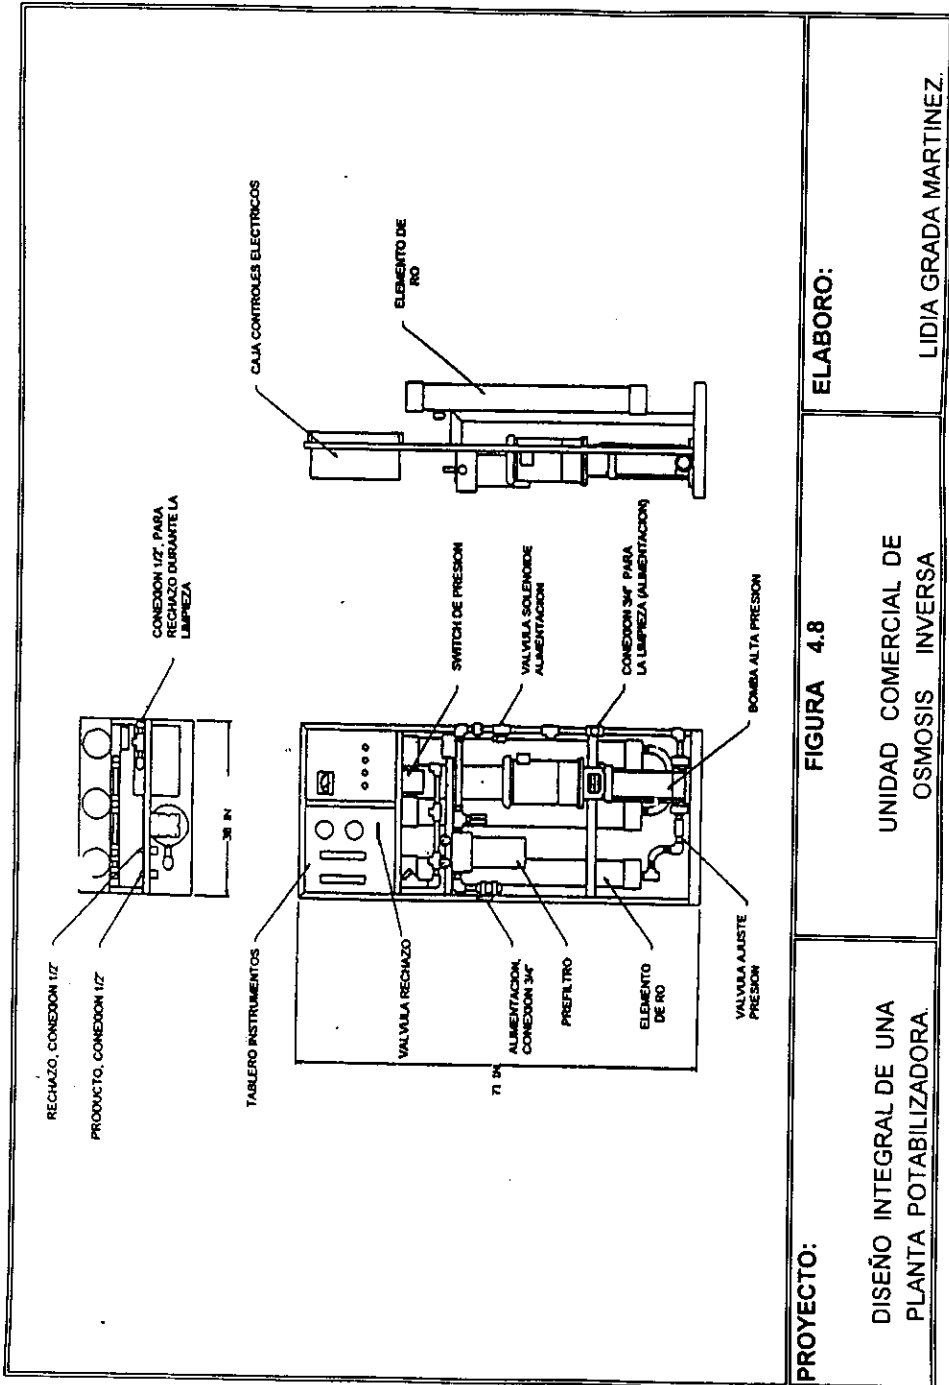 RECHAZO, CONEXION 1/2"
PRODUCTO, CONEXION 1/2"
CONEXION 1/2", PARA
RECHAZO DURANTE LA
LIMPIEZA
CAJA CONTROLES ELECTRICOS
38 IN
TABLERO INSTRUMENTOS
VALVULA RECHAZO
SWITCH DE PRESION
ELEMENTO DE
RO
ALIMENTACION,
CONEXION 3/4"
VALVULA SOLENOIDE
ALIMENTACION
71 IN.
PREFILTRO
CONEXION 3/4" PARA
LA LIMPIEZA (ALIMENTACION)
ELEMENTO
DE RO
VALVULA AJUSTE
PRESION
BOMBA ALTA PRESION
PROYECTO:
DISEÑO INTEGRAL DE UNA
PLANTA POTABILIZADORA.
FIGURA 4.8
UNIDAD COMERCIAL DE
OSMOSIS INVERSA
ELABORO:
LIDIA GRADA MARTINEZ.